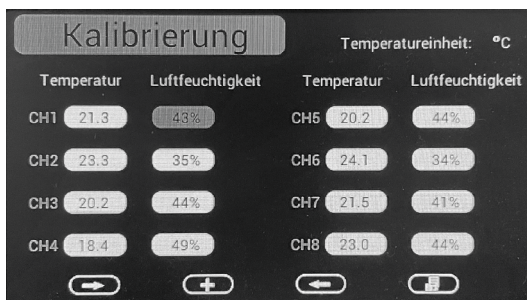 Kalibrierung Temperatureinheit: °C
Temperatur Luftfeuchtigkeit Temperatur Luftfeuchtigkeit
CH1 21.3 43% CH5 20.2 44%
CH2 23.3 35% CH6 24.1 34%
CH3 20.2 44% CH7 21.5 41%
CH4 18.4 49% CH8 23.0 44%